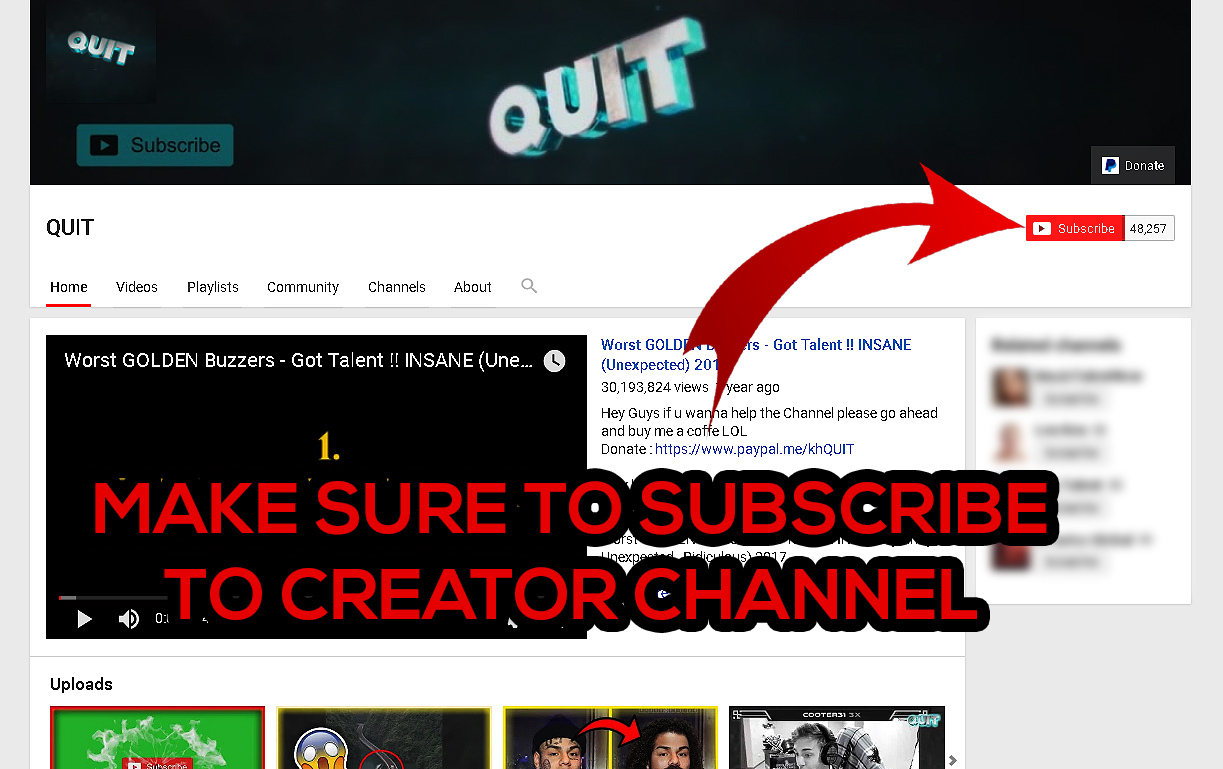 QUIT
QUIT
Subscribe
Donate
QUIT
Subscribe 48,257
Home Videos Playlists Community Channels About
Worst GOLDEN Buzzers - Got Talent !! INSANE (Une...
Worst GOLDEN - Got Talent !! INSANE
(Unexpected)
30,193,824 views year ago
Hey Guys if u wanna help the Channel please go ahead
and buy me a coffe LOL
Donate : https://www.paypal.me/khQUIT
Related channels
1.
MAKE SURE TO SUBSCRIBE
Unexpected - Ridiculous) 2017
TO CREATOR CHANNEL
Uploads
Subscribe
COOTER31 3X
QUIT